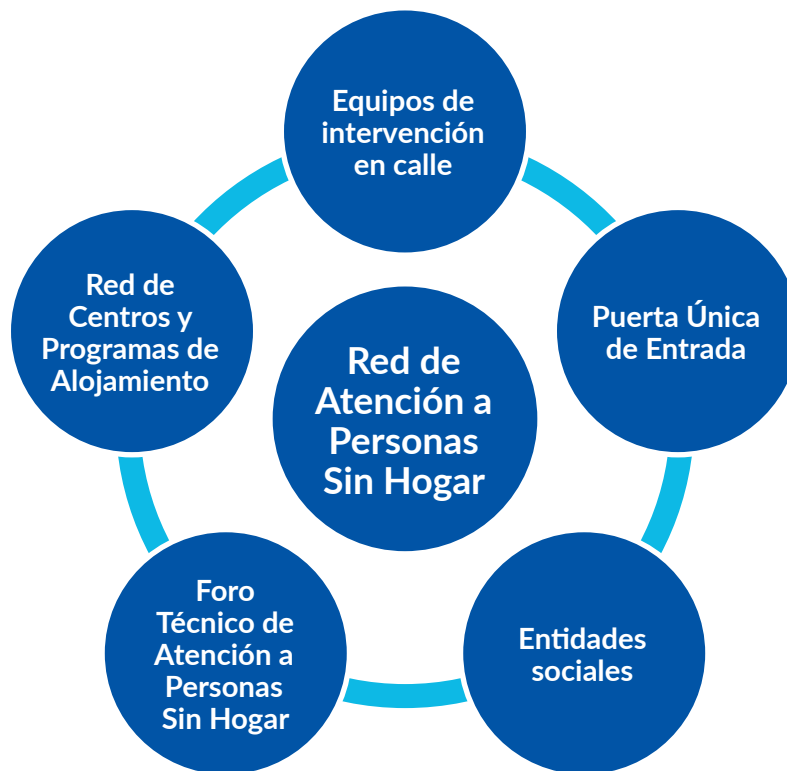 Equipos de
intervención
en calle
Red de
Centros y
Programas de
Alojamiento
Puerta Única
de Entrada
Red de
Atención a
Personas
Sin Hogar
Foro
Técnico de
Atención a
Personas
Sin Hogar
Entidades
sociales